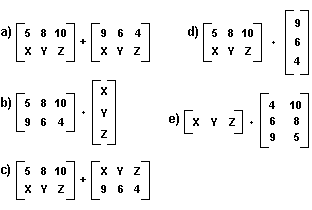 a) [ 5 8 10 ] + [ 9 6 4 ]
[ X Y Z ] [ X Y Z ]
b) [ 5 8 10 ] · [ X ]
[ 9 6 4 ] [ Y ]
[ Z ]
c) [ 5 8 10 ] + [ X Y Z ]
[ X Y Z ] [ 9 6 4 ]
d) [ 5 8 10 ] · [ 9 ]
[ X Y Z ] [ 6 ]
[ 4 ]
e) [ X Y Z ] · [ 4 10 ]
[ 6 8 ]
[ 9 5 ]